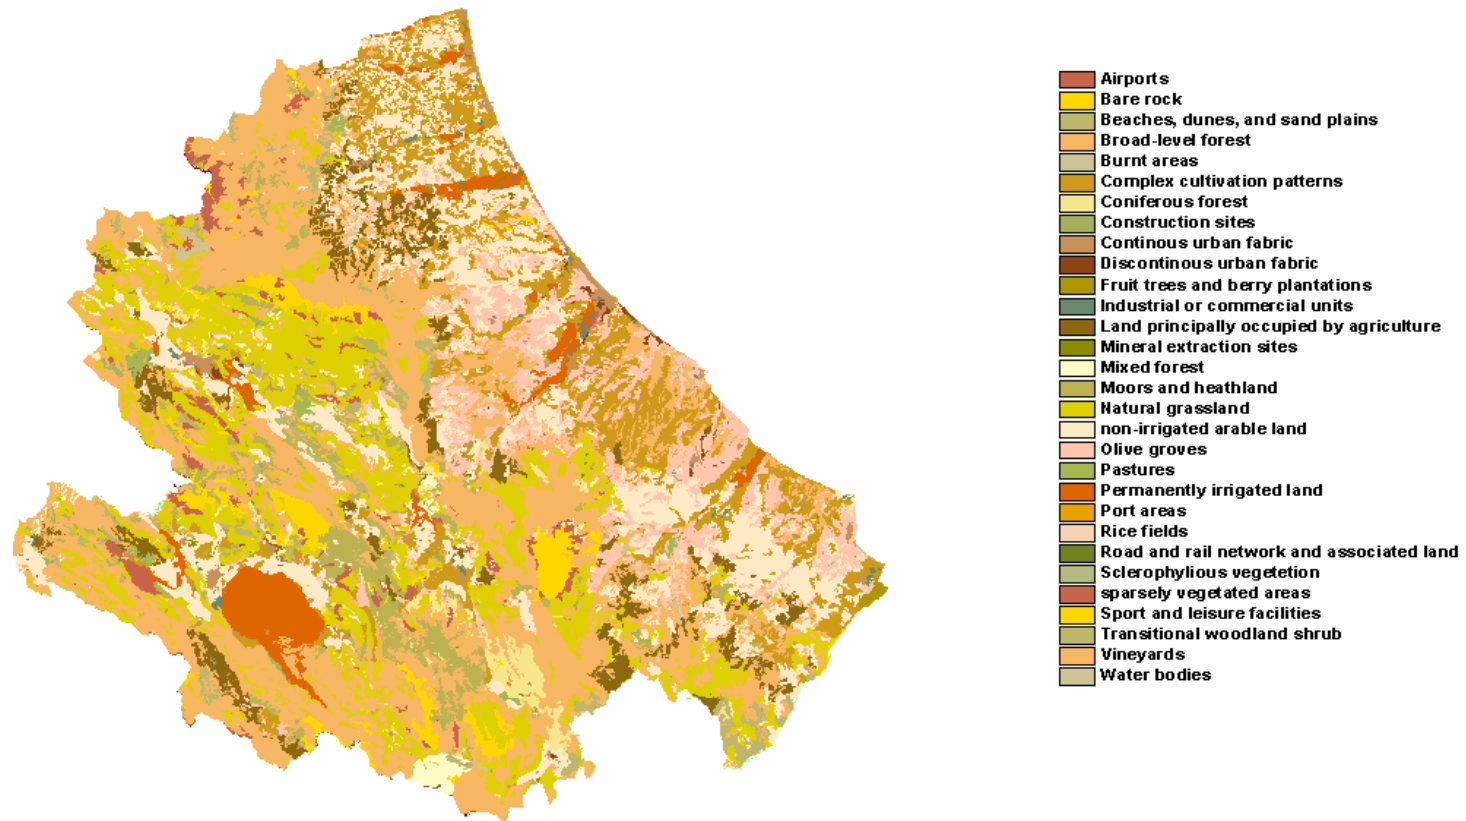 Airports
Bare rock
Beaches, dunes, and sand plains
Broad-level forest
Burnt areas
Complex cultivation patterns
Coniferous forest
Construction sites
Continous urban fabric
Discontinous urban fabric
Fruit trees and berry plantations
Industrial or commercial units
Land principally occupied by agriculture
Mineral extraction sites
Mixed forest
Moors and heathland
Natural grassland
non-irrigated arable land
Olive groves
Pastures
Permanently irrigated land
Port areas
Rice fields
Road and rail network and associated land
Sclerophylious vegetetion
sparsely vegetated areas
Sport and leisure facilities
Transitional woodland shrub
Vineyards
Water bodies